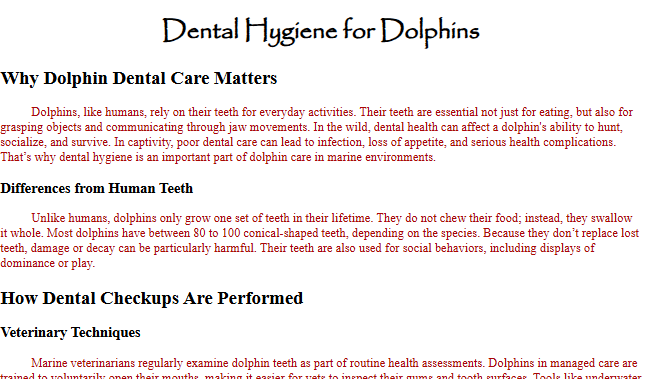 Dental Hygiene for Dolphins
Why Dolphin Dental Care Matters
Dolphins, like humans, rely on their teeth for everyday activities. Their teeth are essential not just for eating, but also for
grasping objects and communicating through jaw movements. In the wild, dental health can affect a dolphin's ability to hunt,
socialize, and survive. In captivity, poor dental care can lead to infection, loss of appetite, and serious health complications.
That’s why dental hygiene is an important part of dolphin care in marine environments.
Differences from Human Teeth
Unlike humans, dolphins only grow one set of teeth in their lifetime. They do not chew their food; instead, they swallow
it whole. Most dolphins have between 80 to 100 conical-shaped teeth, depending on the species. Because they don’t replace lost
teeth, damage or decay can be particularly harmful. Their teeth are also used for social behaviors, including displays of
dominance or play.
How Dental Checkups Are Performed
Veterinary Techniques
Marine veterinarians regularly examine dolphin teeth as part of routine health assessments. Dolphins in managed care are
trained to voluntarily open their mouths, making it easier for vets to inspect their gums and tooth surfaces. Tools like underwater